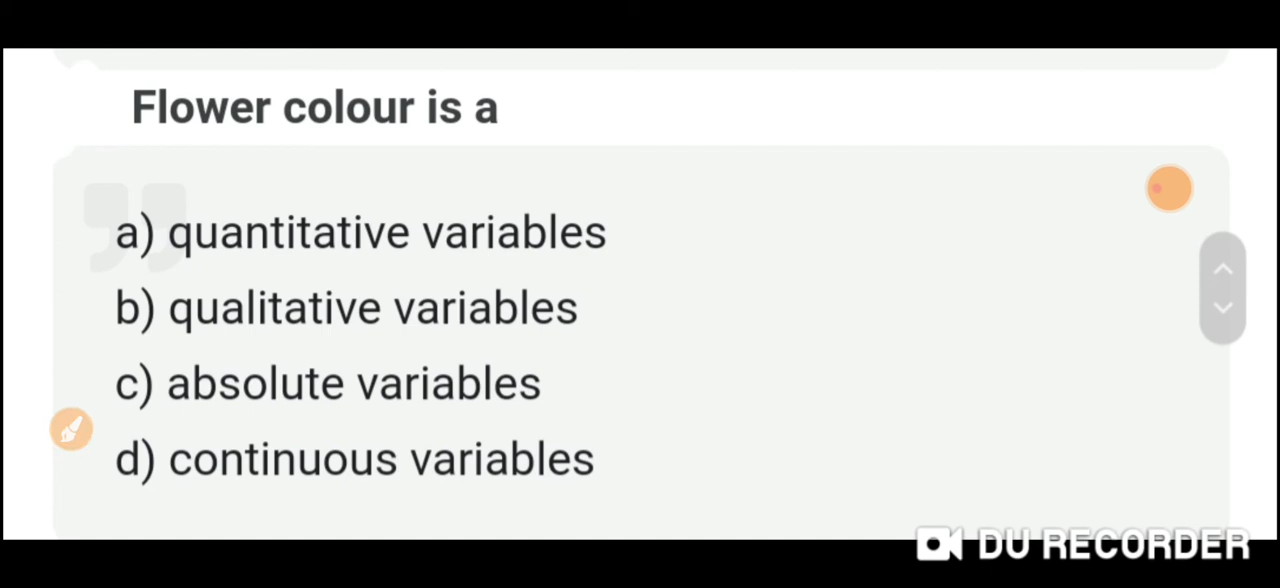 Flower colour is a
a) quantitative variables
b) qualitative variables
c) absolute variables
d) continuous variables
DU RECORDER